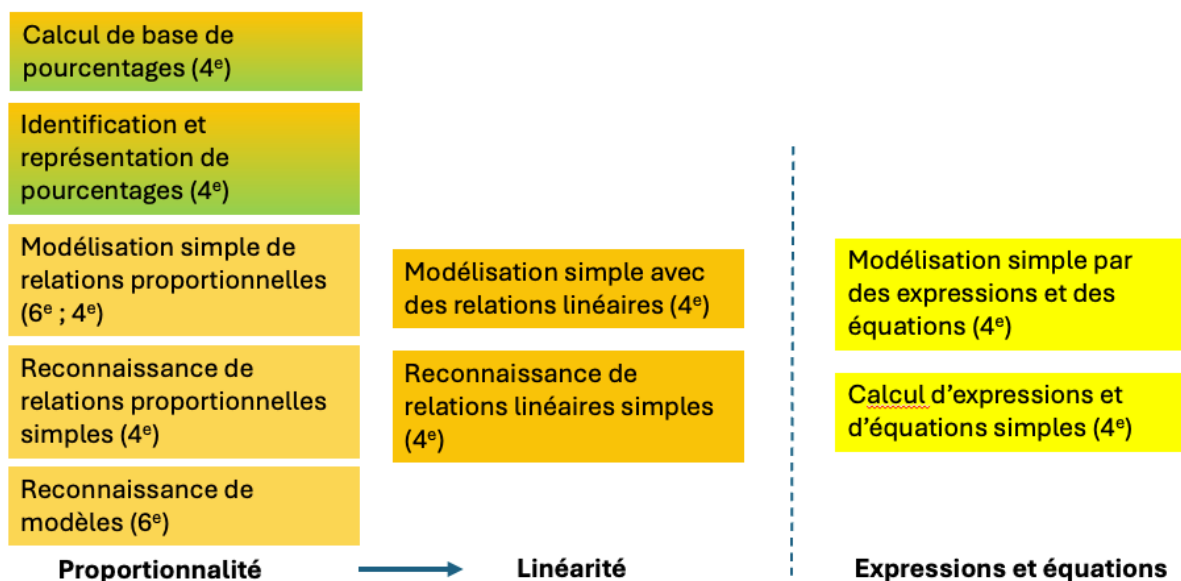 Calcul de base de
pourcentages (4ᵉ)
Identification et
représentation de
pourcentages (4ᵉ)
Modélisation simple de
relations proportionnelles
(6ᵉ ; 4ᵉ)
Reconnaissance de
relations proportionnelles
simples (4ᵉ)
Reconnaissance de
modèles (6ᵉ)
Proportionnalité
Modélisation simple avec
des relations linéaires (4ᵉ)
Reconnaissance de
relations linéaires simples
(4ᵉ)
Linéarité
Modélisation simple par
des expressions et des
équations (4ᵉ)
Calcul d’expressions et
d’équations simples (4ᵉ)
Expressions et équations